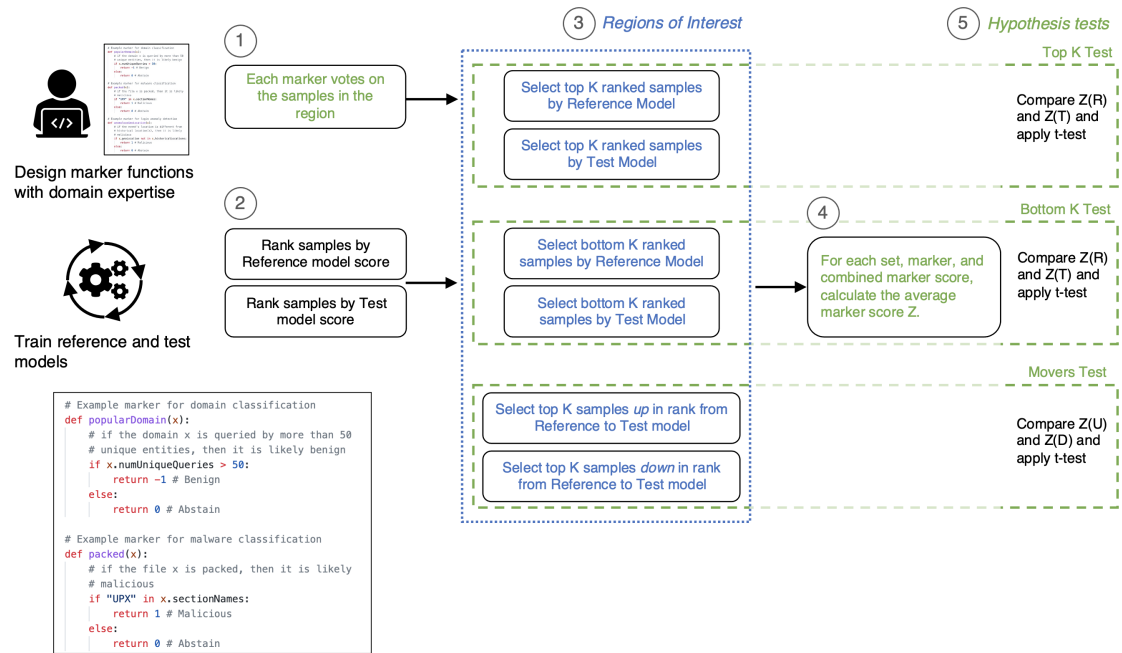 1
3
Regions of Interest
5
Hypothesis tests
Top K Test
Each marker votes on
the samples in the
region
Select top K ranked samples
by Reference Model
Select top K ranked samples
by Test Model
Compare Z(R)
and Z(T) and
apply t-test
Design marker functions
with domain expertise
2
Rank samples by
Reference model score
Rank samples by Test
model score
Bottom K Test
Select bottom K ranked
samples by Reference Model
Select bottom K ranked
samples by Test Model
4
For each set, marker, and
combined marker score,
calculate the average
marker score Z.
Compare Z(R)
and Z(T) and
apply t-test
Train reference and test
models
Movers Test
Select top K samples up in rank from
Reference to Test model
Select top K samples down in rank
from Reference to Test model
Compare Z(U)
and Z(D) and
apply t-test
# Example marker for domain classification
def popularDomain(x):
# if the domain x is queried by more than 50
# unique entities, then it is likely benign
if x.numUniqueQueries > 50:
return -1 # Benign
else:
return 0 # Abstain
# Example marker for malware classification
def packed(x):
# if the file x is packed, then it is likely
# malicious
if "UPX" in x.sectionNames:
return 1 # Malicious
else:
return 0 # Abstain